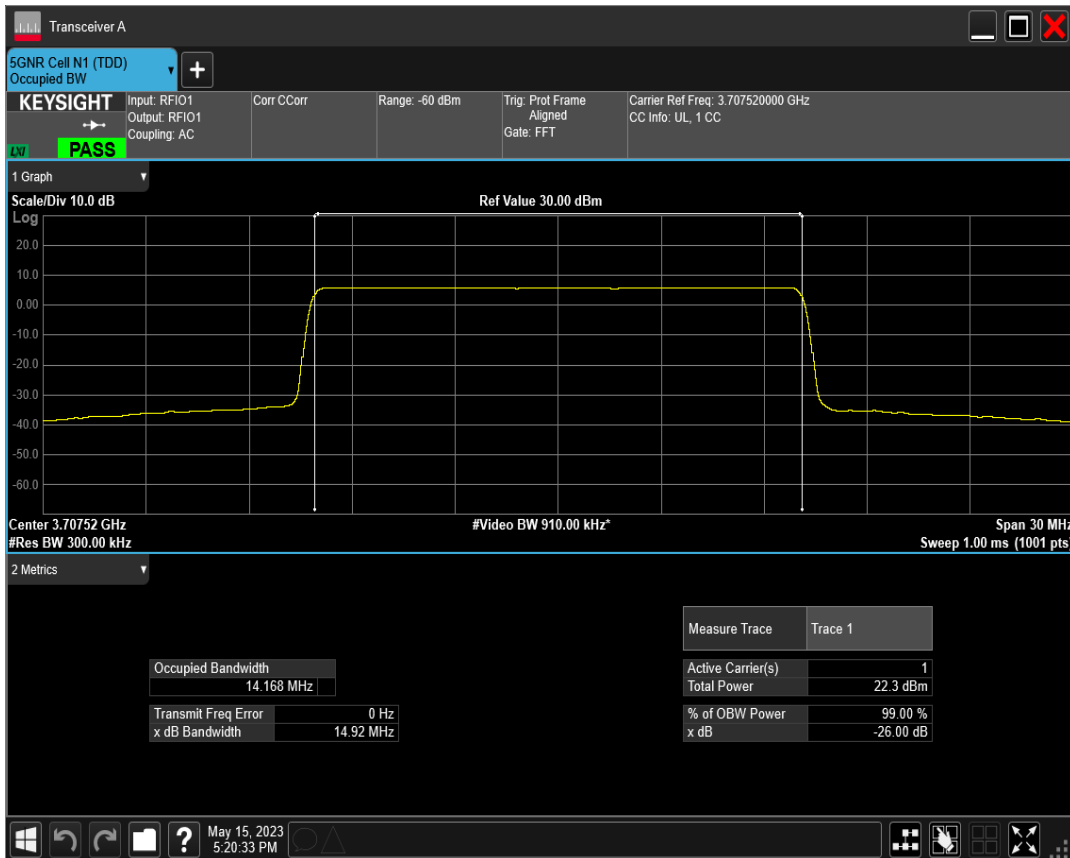 Transceiver A
5GNR Cell N1 (TDD)
Occupied BW
+
KEYSIGHT
LXI
PASS
Input: RFIO1
Output: RFIO1
Coupling: AC
Corr CCorr
Range: -60 dBm
Trig: Prot Frame
Aligned
Gate: FFT
Carrier Ref Freq: 3.707520000 GHz
CC Info: UL, 1 CC
1 Graph
Scale/Div 10.0 dB
Ref Value 30.00 dBm
Log
20.0
10.0
0.00
-10.0
-20.0
-30.0
-40.0
-50.0
-60.0
Center 3.70752 GHz
#Video BW 910.00 kHz*
Span 30 MHz
#Res BW 300.00 kHz
Sweep 1.00 ms (1001 pts)
2 Metrics
Measure Trace Trace 1
Occupied Bandwidth
14.168 MHz
Active Carrier(s) 1
Total Power 22.3 dBm
Transmit Freq Error 0 Hz
x dB Bandwidth 14.92 MHz
% of OBW Power 99.00 %
x dB -26.00 dB
?
May 15, 2023
5:20:33 PM